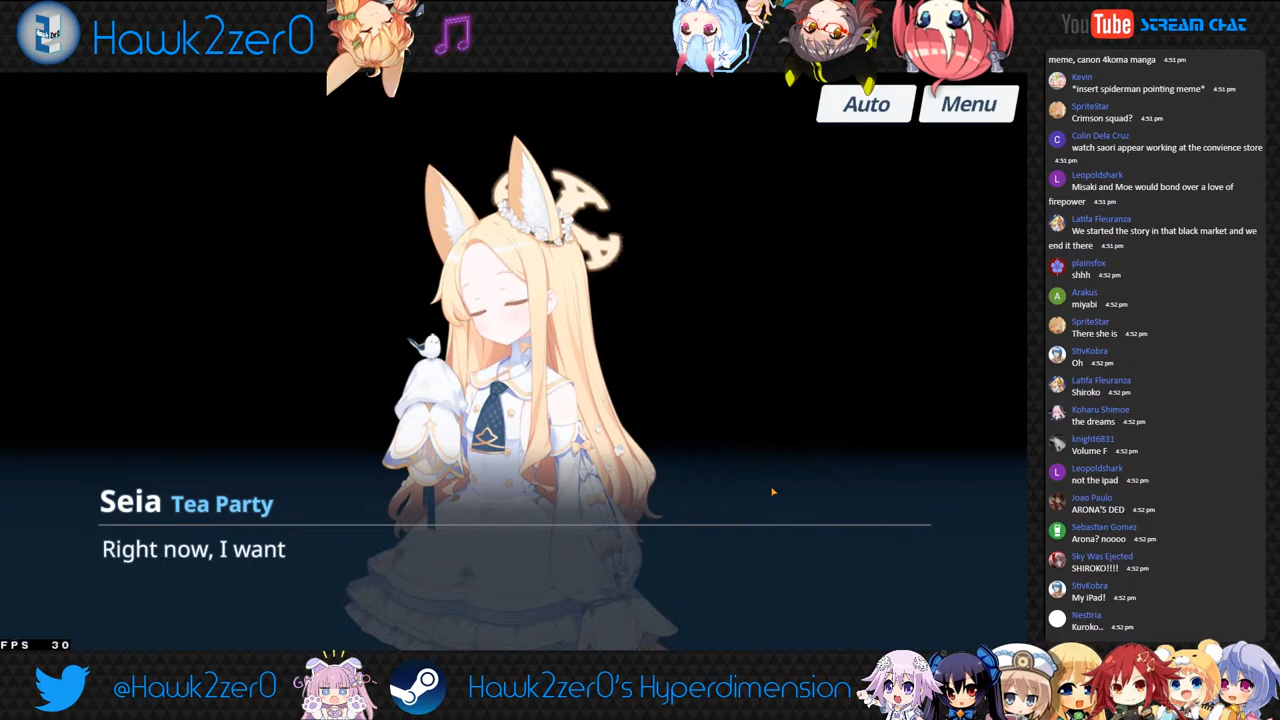 Hawk2zer0
YouTube STREAM CHAT
Auto
Menu
meme, canon 4koma manga 4:51 pm
Kevin
*insert spiderman pointing meme* 4:51 pm
SpriteStar
Crimson squad? 4:51 pm
Colin Dela Cruz
watch saori appear working at the convience store
4:51 pm
Leopoldshark
Misaki and Moe would bond over a love of
firepower 4:51 pm
Latifa Fleuranza
We started the story in that black market and we
end it there 4:51 pm
plainsfox
shhh 4:52 pm
A
Arakus
miyabi 4:52 pm
SpriteStar
There she is 4:52 pm
StivKobra
Oh 4:52 pm
Latifa Fleuranza
Shiroko 4:52 pm
Koharu Shimoe
the dreams 4:52 pm
knight6831
Volume F 4:52 pm
L
Leopoldshark
not the ipad 4:52 pm
Joao Paulo
ARONA'S DED 4:52 pm
Sebastian Gomez
Arona? noooo 4:52 pm
Sky Was Ejected
SHIROKO!!!! 4:52 pm
StivKobra
My iPad! 4:52 pm
Nestiria
Kuroko.. 4:52 pm
Seia Tea Party
Right now, I want
FPS 30
@Hawk2zer0
Hawk2zer0's Hyperdimension